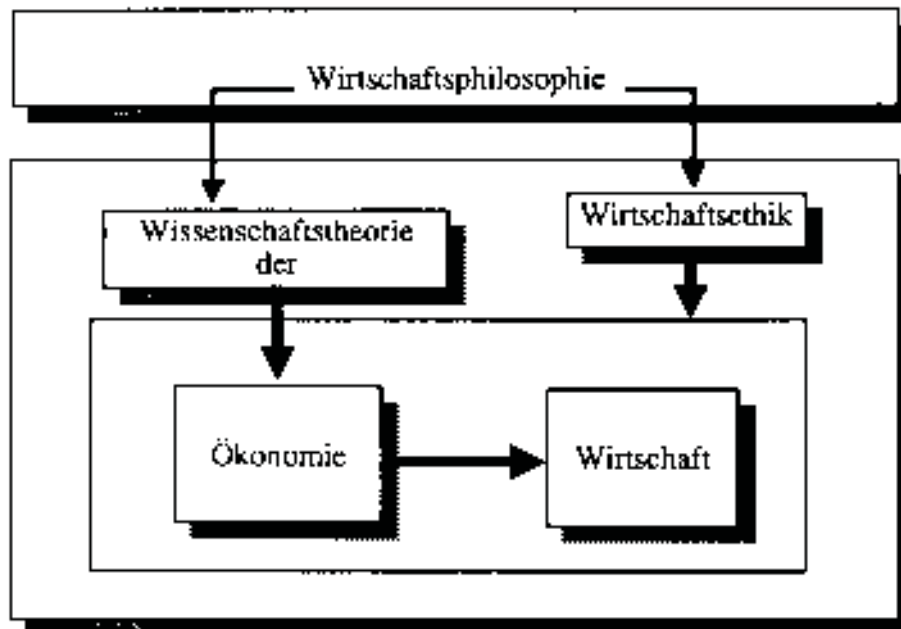 Wirtschaftsphilosophie
Wissenschaftstheorie
der
Wirtschaftsethik
Ökonomie
Wirtschaft